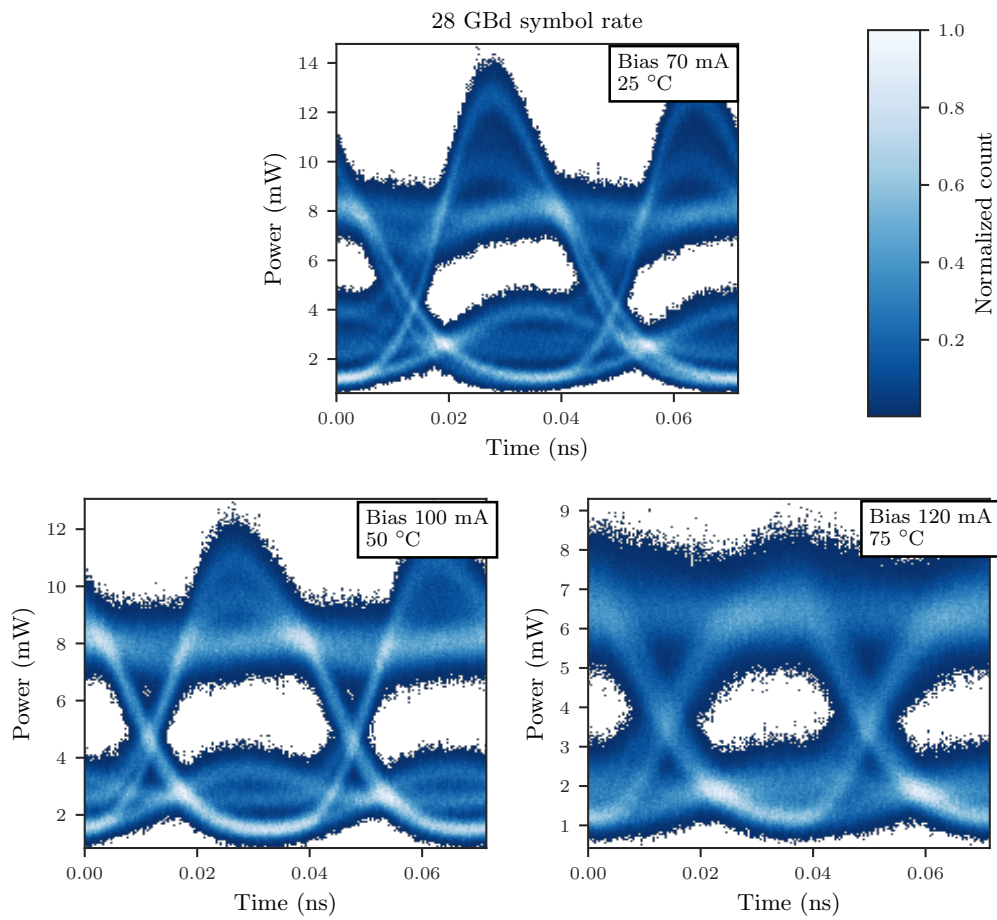 28 GBd symbol rate
Bias 70 mA
25 °C
14
12
10
8
6
4
2
Power (mW)
0.00
0.02
0.04
0.06
Time (ns)
1.0
0.8
0.6
0.4
0.2
Normalized count
Bias 100 mA
50 °C
12
10
8
6
4
2
Power (mW)
0.00
0.02
0.04
0.06
Time (ns)
Bias 120 mA
75 °C
9
8
7
6
5
4
3
2
1
Power (mW)
0.00
0.02
0.04
0.06
Time (ns)